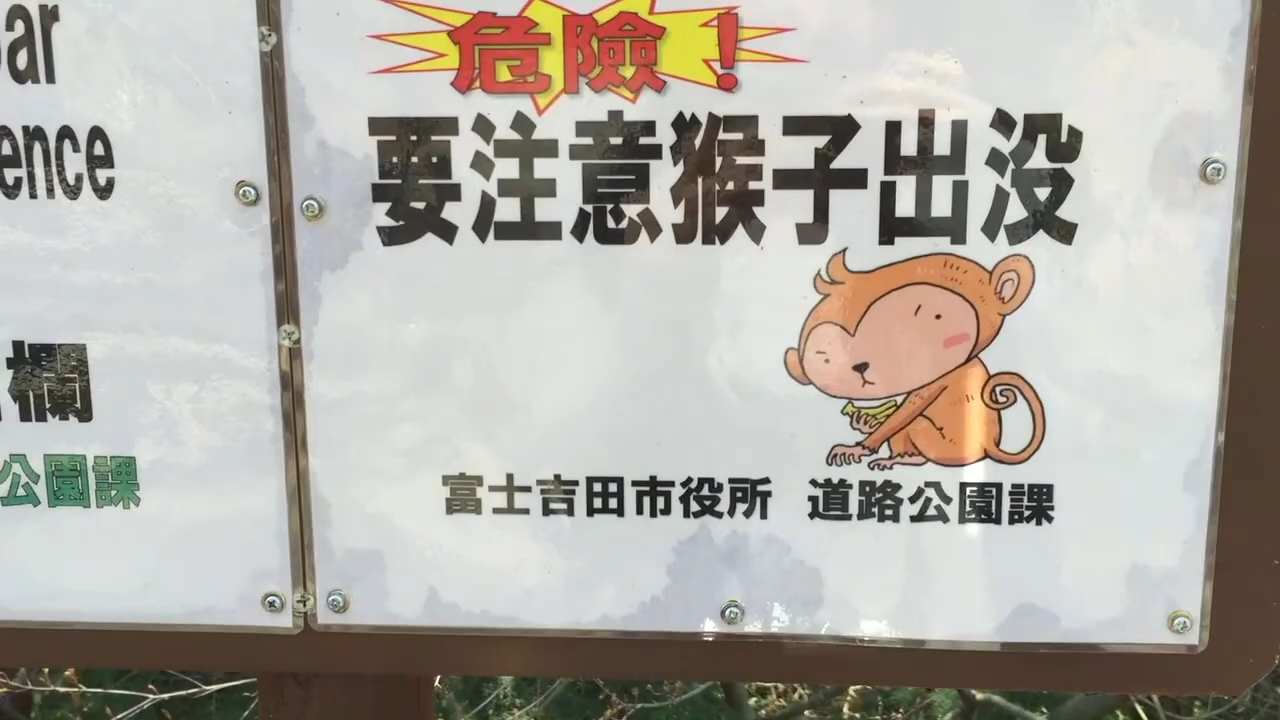 ar
ence
欄
公園課
危險！
要注意猴子出没
富士吉田市役所 道路公園課